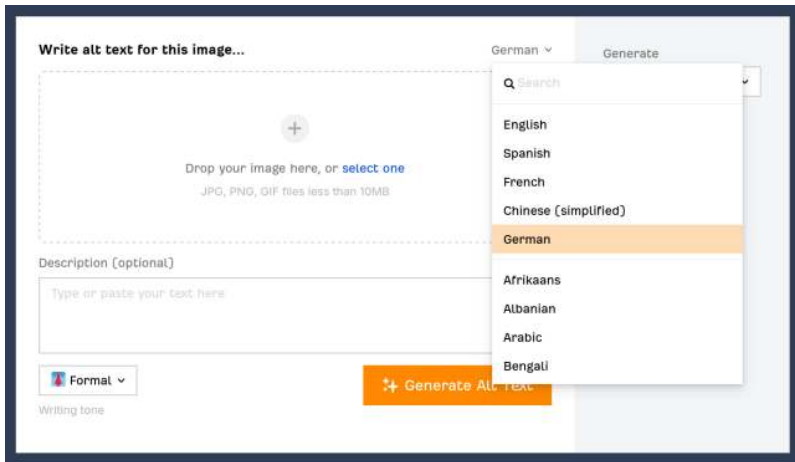 Write alt text for this image...
German
Generate
Search
English
Spanish
French
Chinese (simplified)
German
Afrikaans
Albanian
Arabic
Bengali
Drop your image here, or select one
JPG, PNG, GIF files less than 10MB
Description (optional)
Type or paste your text here
Formal
Generate Alt Text
Writing tone